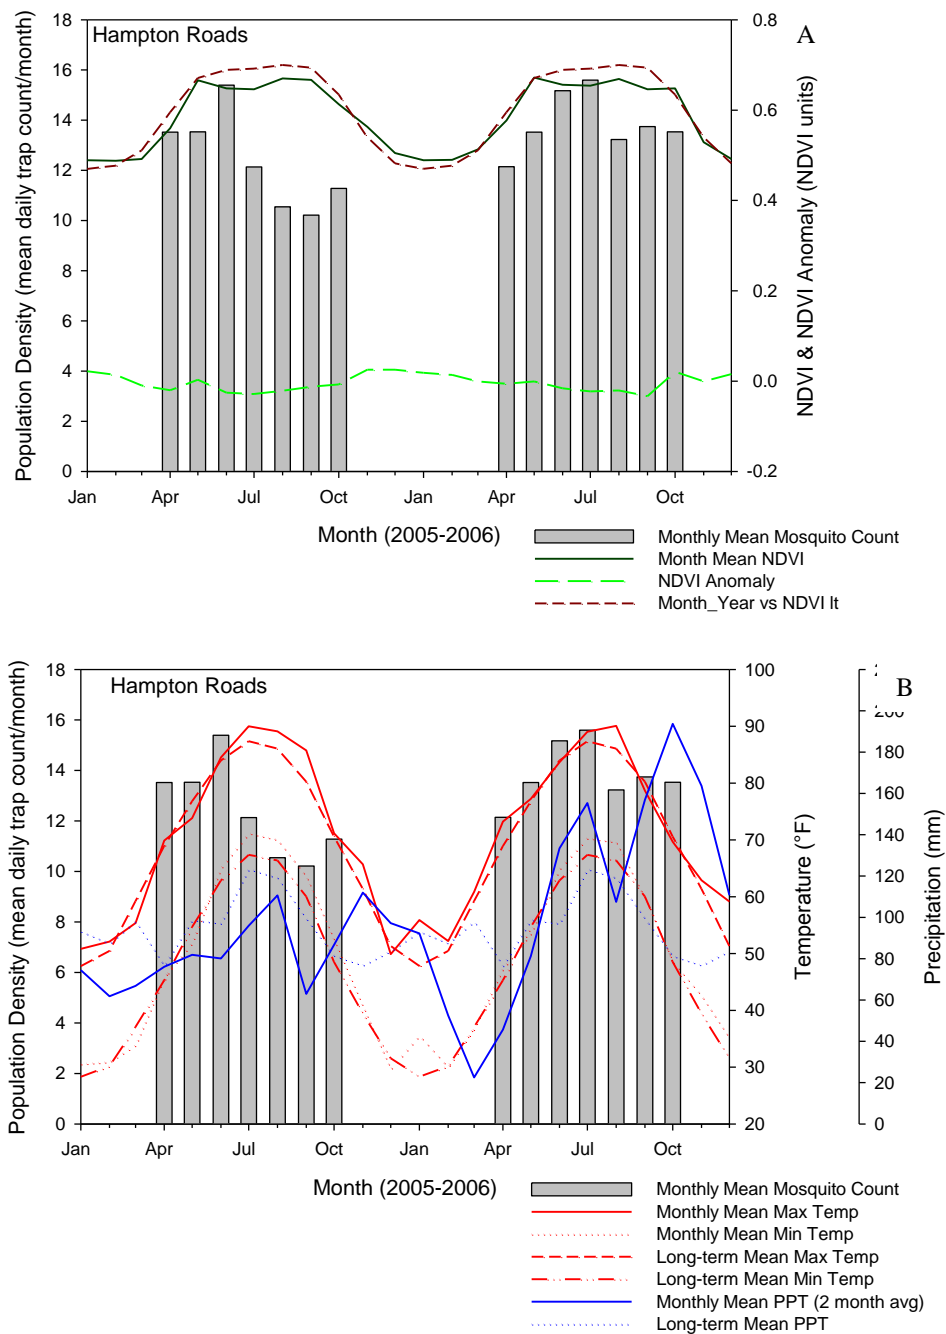 Hampton Roads
A
Population Density (mean daily trap count/month)
18
16
14
12
10
8
6
4
2
0
0.8
0.6
0.4
0.2
0.0
-0.2
NDVI & NDVI Anomaly (NDVI units)
Jan Apr Jul Oct Jan Apr Jul Oct
Month (2005-2006)
Monthly Mean Mosquito Count
Month Mean NDVI
NDVI Anomaly
Month_Year vs NDVI lt
Hampton Roads
B
Population Density (mean daily trap count/month)
18
16
14
12
10
8
6
4
2
0
100
90
80
70
60
50
40
30
20
Temperature (°F)
200
180
160
140
120
100
80
60
40
20
0
Precipitation (mm)
Jan Apr Jul Oct Jan Apr Jul Oct
Month (2005-2006)
Monthly Mean Mosquito Count
Monthly Mean Max Temp
Monthly Mean Min Temp
Long-term Mean Max Temp
Long-term Mean Min Temp
Monthly Mean PPT (2 month avg)
Long-term Mean PPT